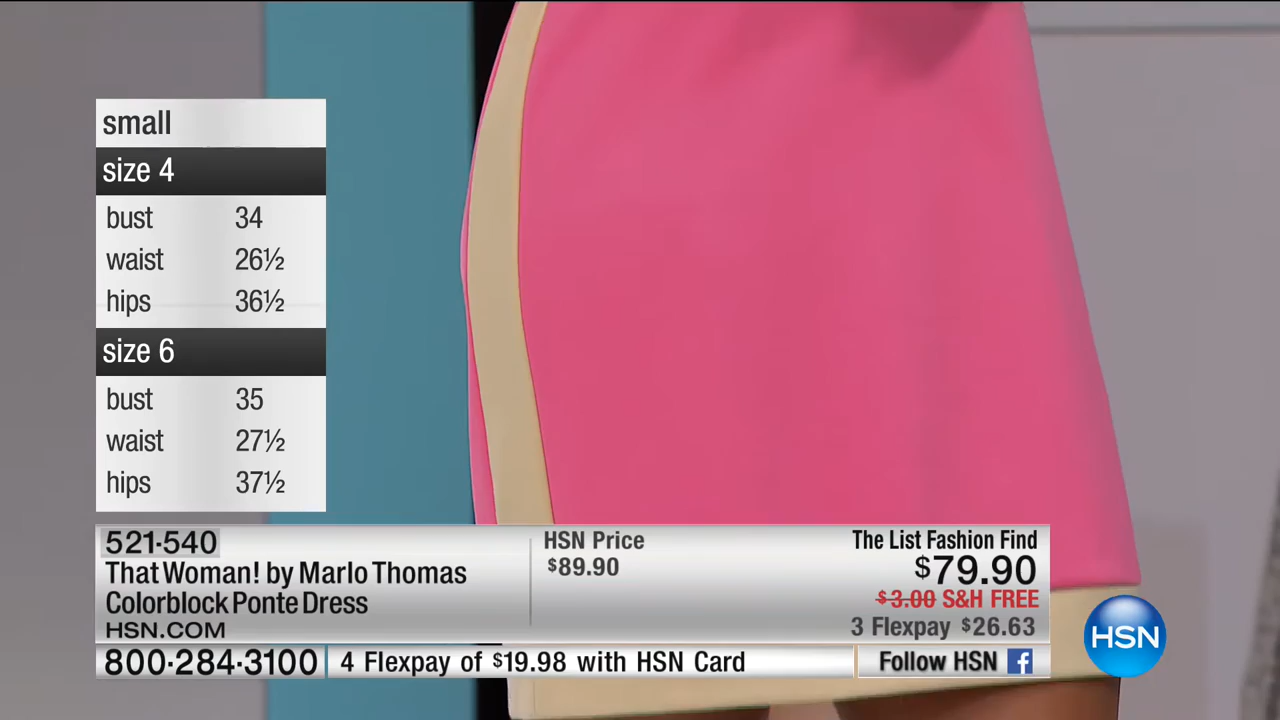 small
size 4
bust 34
waist 26½
hips 36½
size 6
bust 35
waist 27½
hips 37½
521-540
That Woman! by Marlo Thomas
Colorblock Ponte Dress
HSN.COM
HSN Price
$89.90
The List Fashion Find
$79.90
$3.00 S&H FREE
3 Flexpay $26.63
800-284-3100
4 Flexpay of $19.98 with HSN Card
Follow HSN f
HSN